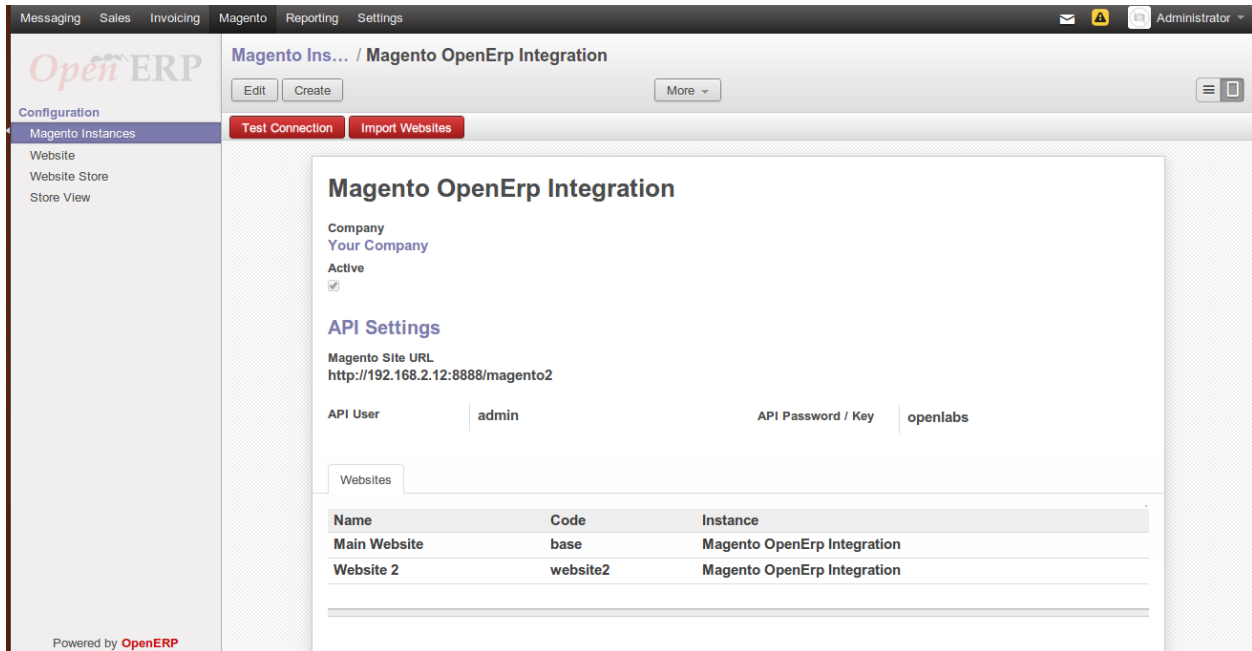 Messaging Sales Invoicing Magento Reporting Settings Administrator
Open ERP
Magento Ins... / Magento OpenErp Integration
Edit Create More
Configuration
Magento Instances
Test Connection Import Websites
Website
Website Store
Store View
Magento OpenErp Integration
Company
Your Company
Active
API Settings
Magento Site URL
http://192.168.2.12:8888/magento2
API User admin API Password / Key openlabs
Websites
Name Code Instance
Main Website base Magento OpenErp Integration
Website 2 website2 Magento OpenErp Integration
Powered by OpenERP